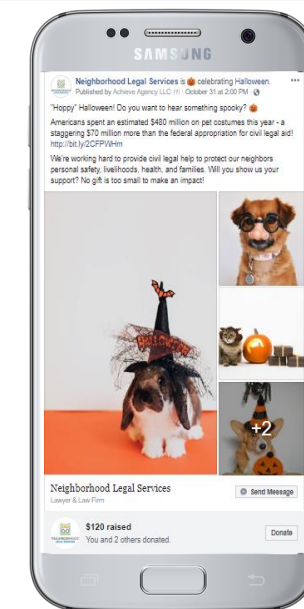 SAMSUNG
Neighborhood Legal Services is 🎃 celebrating Halloween.
Published by Achieve Agency LLC [?] · October 31 at 2:00 PM ·
"Hoppy" Halloween! Do you want to hear something spooky? 🎃
Americans spent an estimated $480 million on pet costumes this year - a
staggering $70 million more than the federal appropriation for civil legal aid!
http://bit.ly/2CFPWHm
We're working hard to provide civil legal help to protect our neighbors
personal safety, livelihoods, health, and families. Will you show us your
support? No gift is too small to make an impact!
HALLOWEEN
+2
Neighborhood Legal Services
Lawyer & Law Firm
Send Message
$120 raised
You and 2 others donated.
Donate